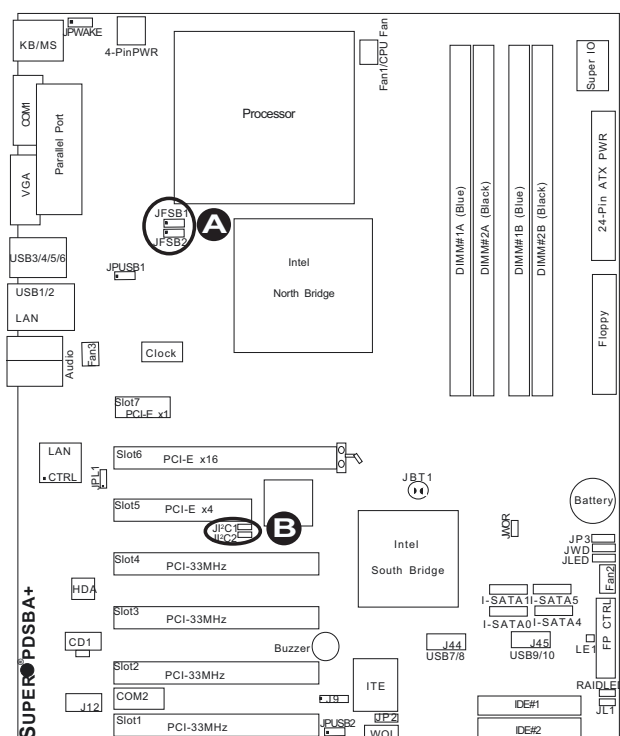 KB/MS
JPWAKE
4-PinPWR
Fan1/CPU Fan
Super IO
COM1
Parallel Port
VGA
Processor
JFSB1
JFSB2
A
DIMM#1A (Blue)
DIMM#2A (Black)
DIMM#1B (Blue)
DIMM#2B (Black)
24-Pin ATX PWR
USB3/4/5/6
JPUSB1
Intel
North Bridge
USB1/2
LAN
Floppy
Audio
Fan3
Clock
Slot7
PCI-E x1
LAN
CTRL
JPL1
Slot6
PCI-E x16
JBT1
Battery
Slot5
PCI-E x4
JI²C1
JI²C2
B
JWOR
Intel
South Bridge
JP3
JWD
JLED
Fan2
Slot4
PCI-33MHz
HDA
I-SATA1
I-SATA5
I-SATA0
I-SATA4
FP CTRL
Slot3
PCI-33MHz
CD1
Buzzer
J44
USB7/8
J45
USB9/10
LE1
SUPER® PDSBA+
Slot2
PCI-33MHz
ITE
RAIDLED
J12
COM2
J9
JL1
IDE#1
Slot1
PCI-33MHz
JPUSB2
JP2
WOL
IDE#2